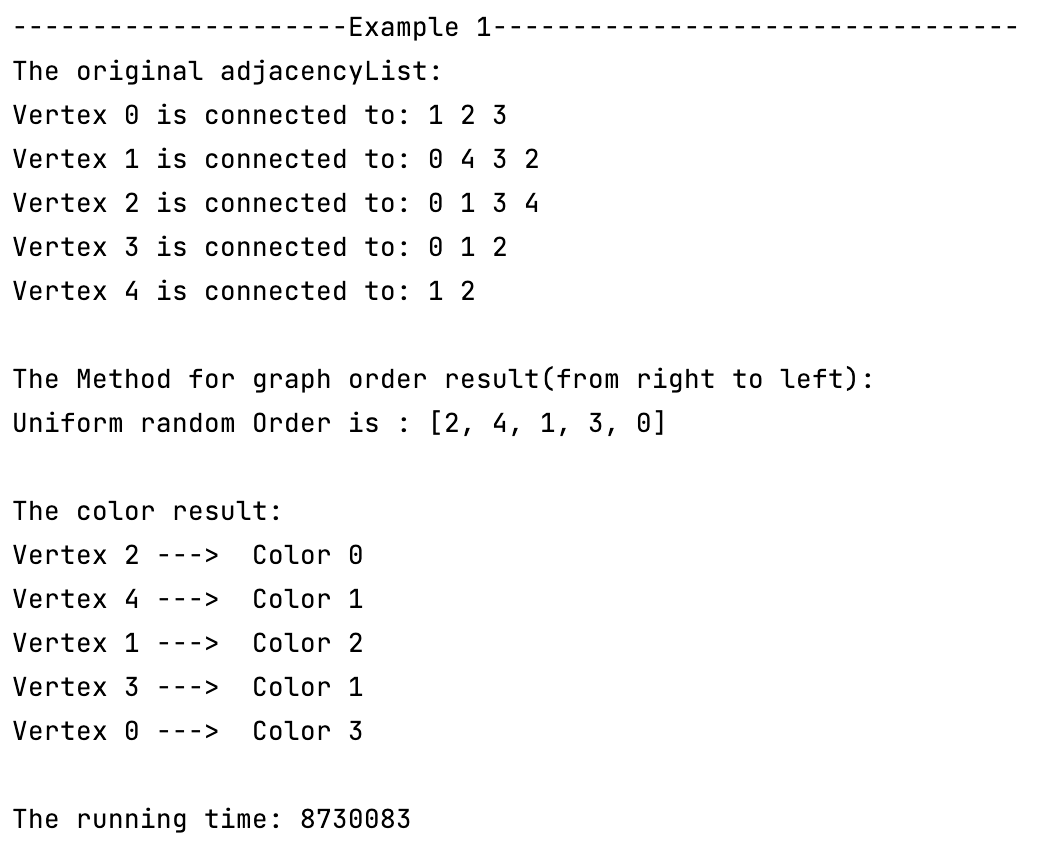 ---------------------Example 1---------------------------------
The original adjacencyList:
Vertex 0 is connected to: 1 2 3
Vertex 1 is connected to: 0 4 3 2
Vertex 2 is connected to: 0 1 3 4
Vertex 3 is connected to: 0 1 2
Vertex 4 is connected to: 1 2
The Method for graph order result(from right to left):
Uniform random Order is : [2, 4, 1, 3, 0]
The color result:
Vertex 2 --->  Color 0
Vertex 4 --->  Color 1
Vertex 1 --->  Color 2
Vertex 3 --->  Color 1
Vertex 0 --->  Color 3
The running time: 8730083